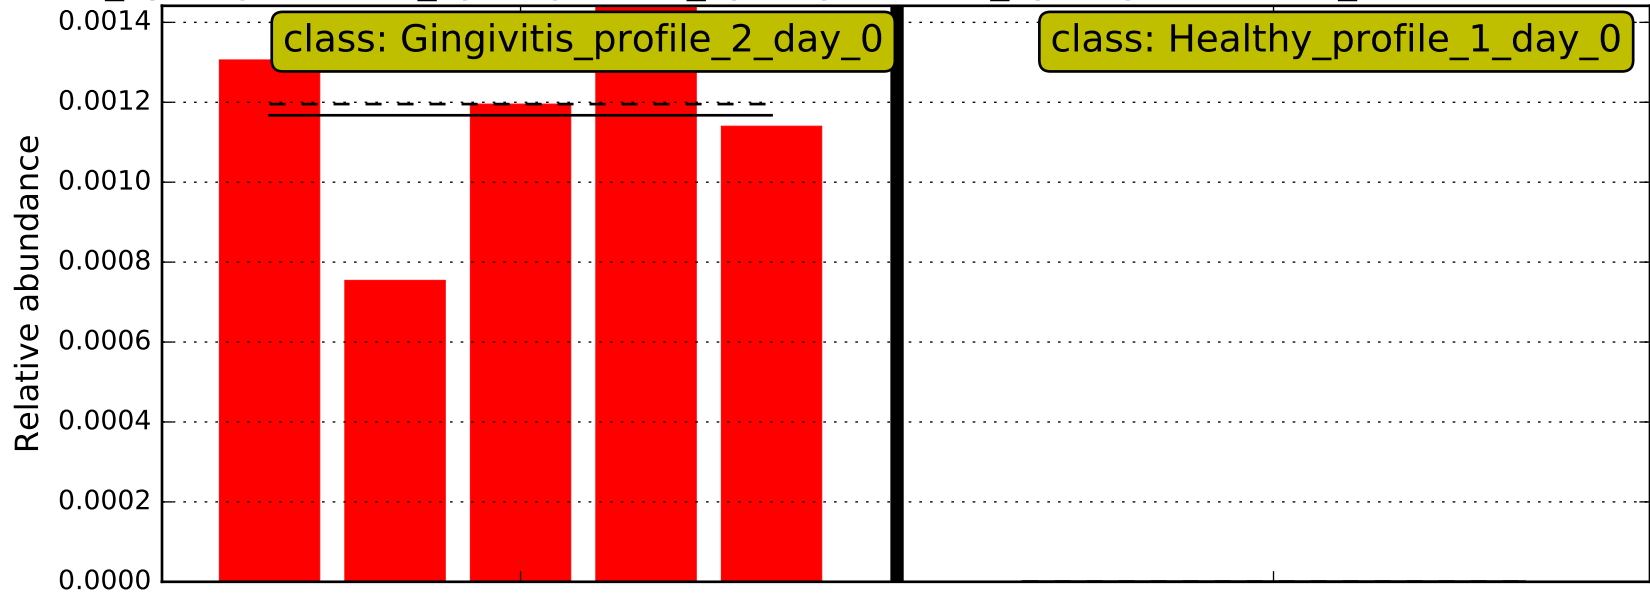 0.0014
class: Gingivitis_profile_2_day_0
class: Healthy_profile_1_day_0
0.0012
0.0010
0.0008
0.0006
0.0004
0.0002
0.0000
Relative abundance